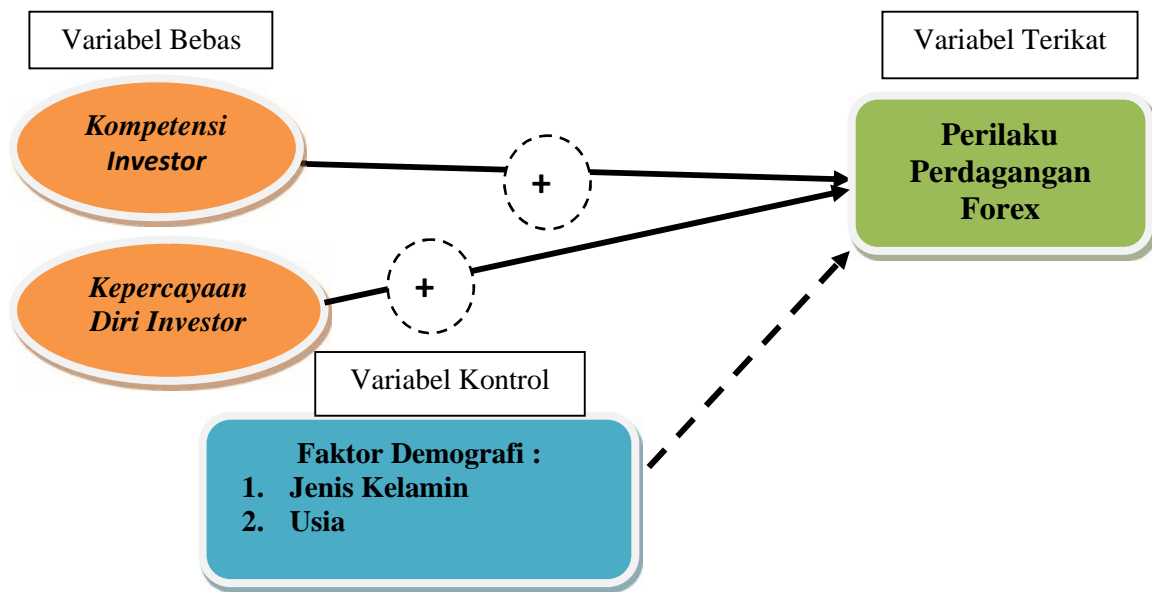 Variabel Bebas
Variabel Terikat
Kompetensi
Investor
+
Perilaku
Perdagangan
Forex
Kepercayaan
Diri Investor
+
Variabel Kontrol
Faktor Demografi :
1. Jenis Kelamin
2. Usia